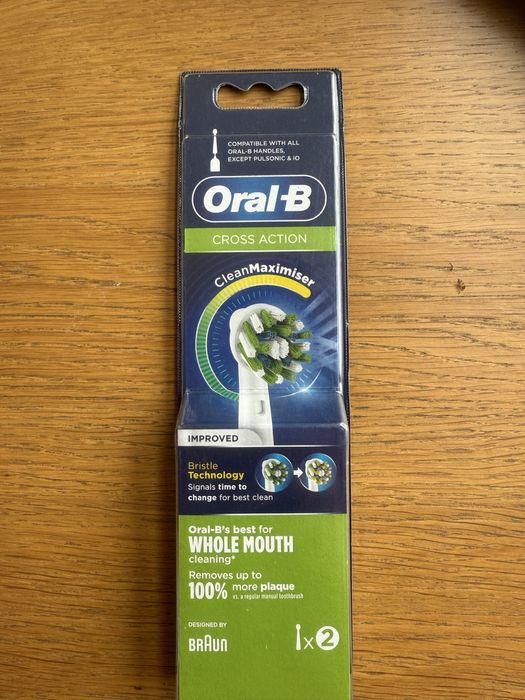 COMPATIBLE WITH ALL
ORAL-B HANDLES,
EXCEPT PULSONIC & iO
Oral-B
CROSS ACTION
CleanMaximiser
IMPROVED
Bristle
Technology
Signals time to
change for best clean
Oral-B's best for
WHOLE MOUTH
cleaning*
Removes up to
100% more plaque
vs. a regular manual toothbrush
DESIGNED BY
BRAUN
x2